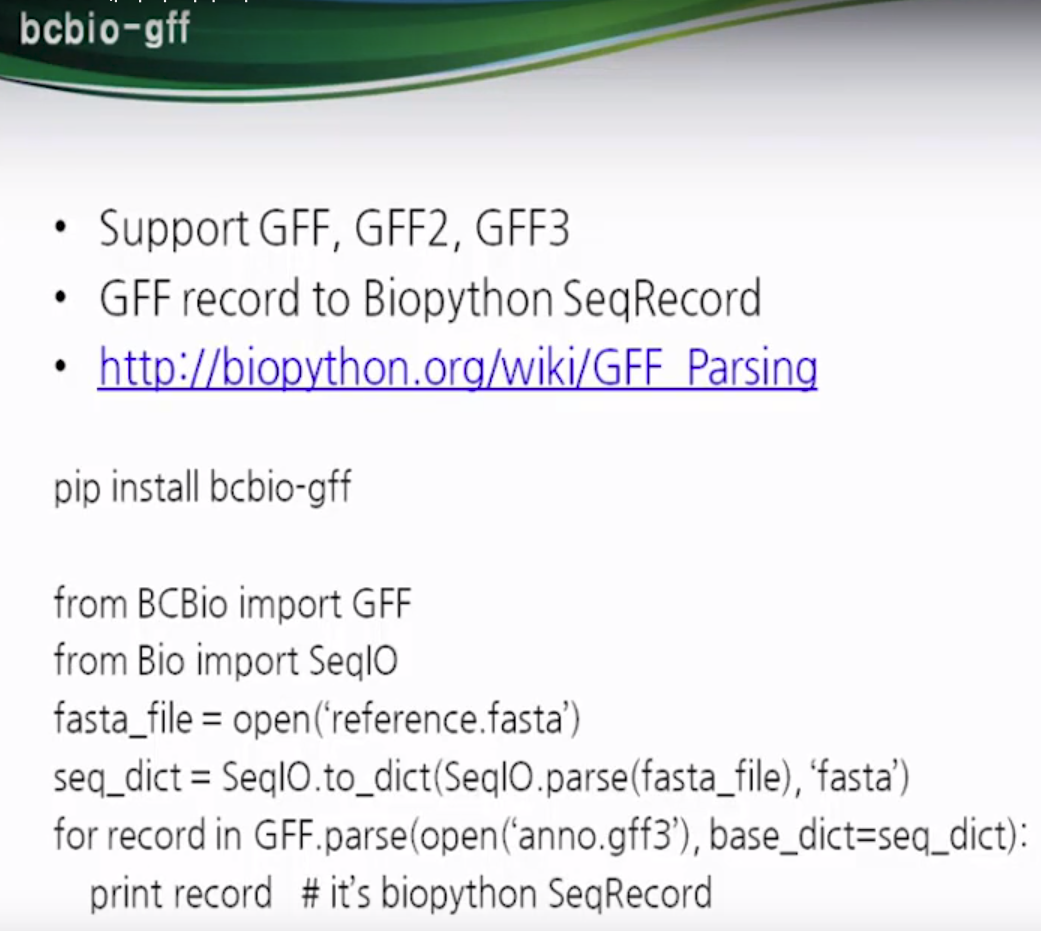 bcbio-gff
• Support GFF, GFF2, GFF3
• GFF record to Biopython SeqRecord
• http://biopython.org/wiki/GFF_Parsing
pip install bcbio-gff
from BCBio import GFF
from Bio import SeqIO
fasta_file = open(‘reference.fasta’)
seq_dict = SeqIO.to_dict(SeqIO.parse(fasta_file), ‘fasta’)
for record in GFF.parse(open(‘anno.gff3’), base_dict=seq_dict):
print record # it’s biopython SeqRecord